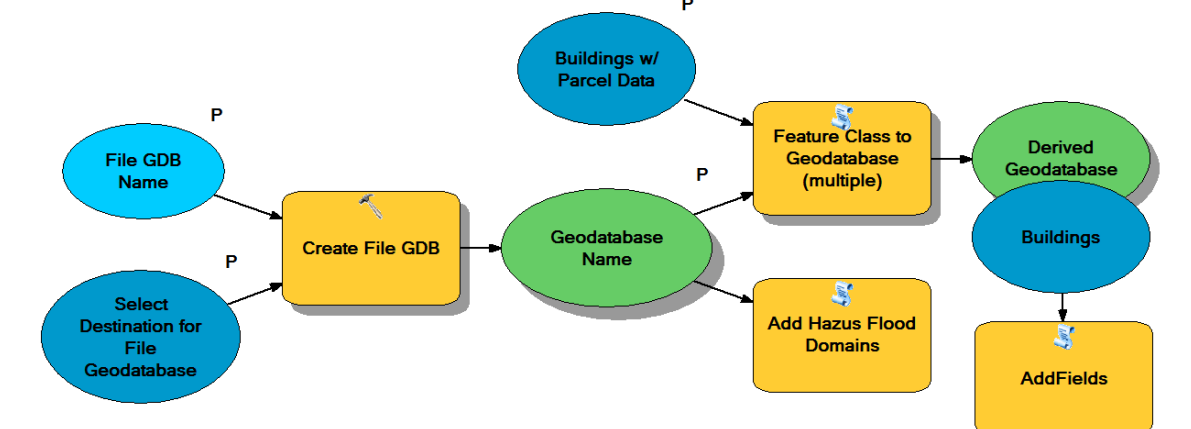 P
Buildings w/
Parcel Data
P
File GDB
Name
Feature Class to
Geodatabase
(multiple)
Derived
Geodatabase
P
Create File GDB
Geodatabase
Name
Buildings
P
Select
Destination for
File
Geodatabase
Add Hazus Flood
Domains
AddFields